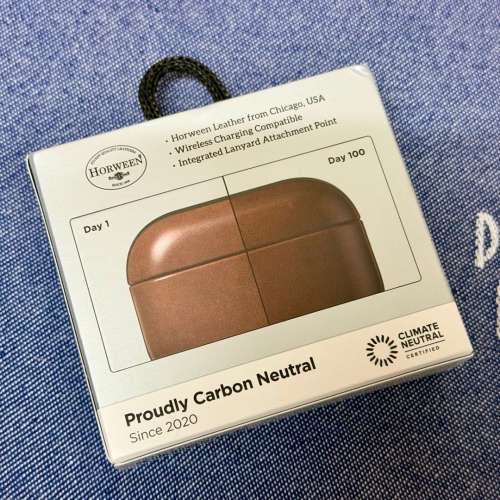 HORWEEN
• Horween Leather from Chicago, USA
• Wireless Charging Compatible
• Integrated Lanyard Attachment Point
Day 1
Day 100
Proudly Carbon Neutral
Since 2020
CLIMATE
NEUTRAL
CERTIFIED